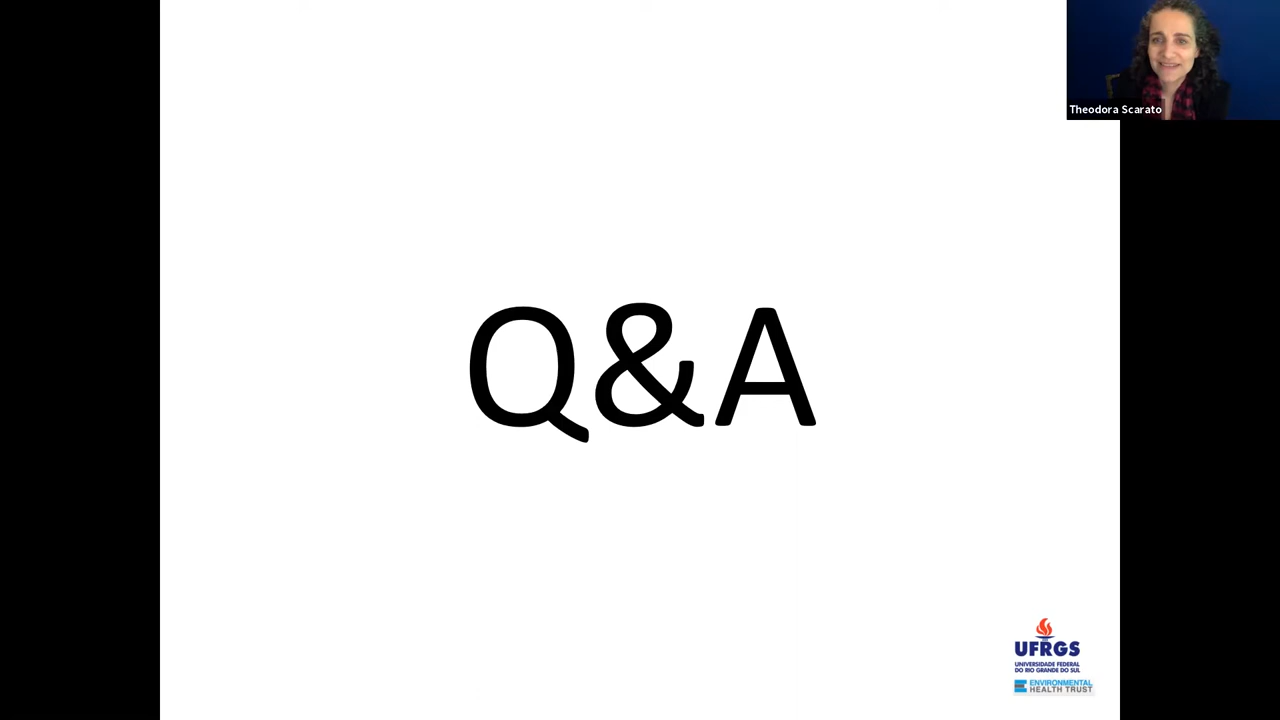 Theodora Scarato
Q&A
UFRGS
UNIVERSIDADE FEDERAL
DO RIO GRANDE DO SUL
ENVIRONMENTAL
HEALTH TRUST